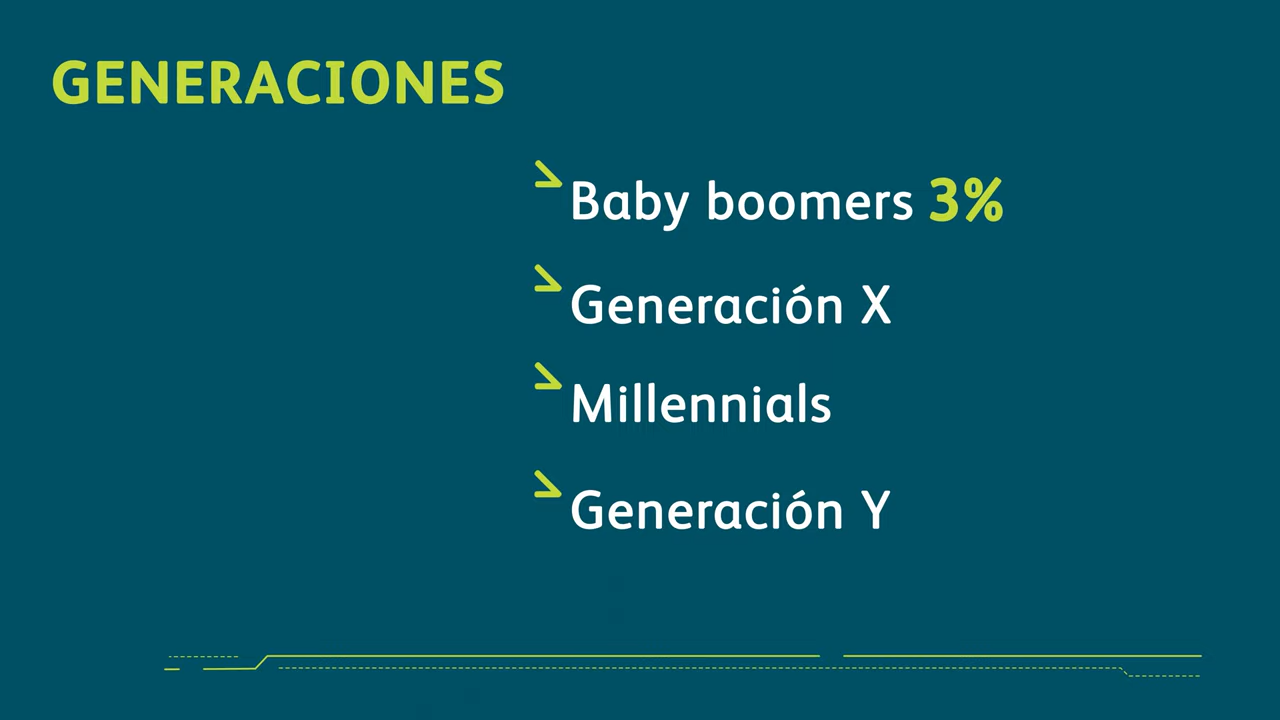 GENERACIONES
Baby boomers 3%
Generación X
Millennials
Generación Y